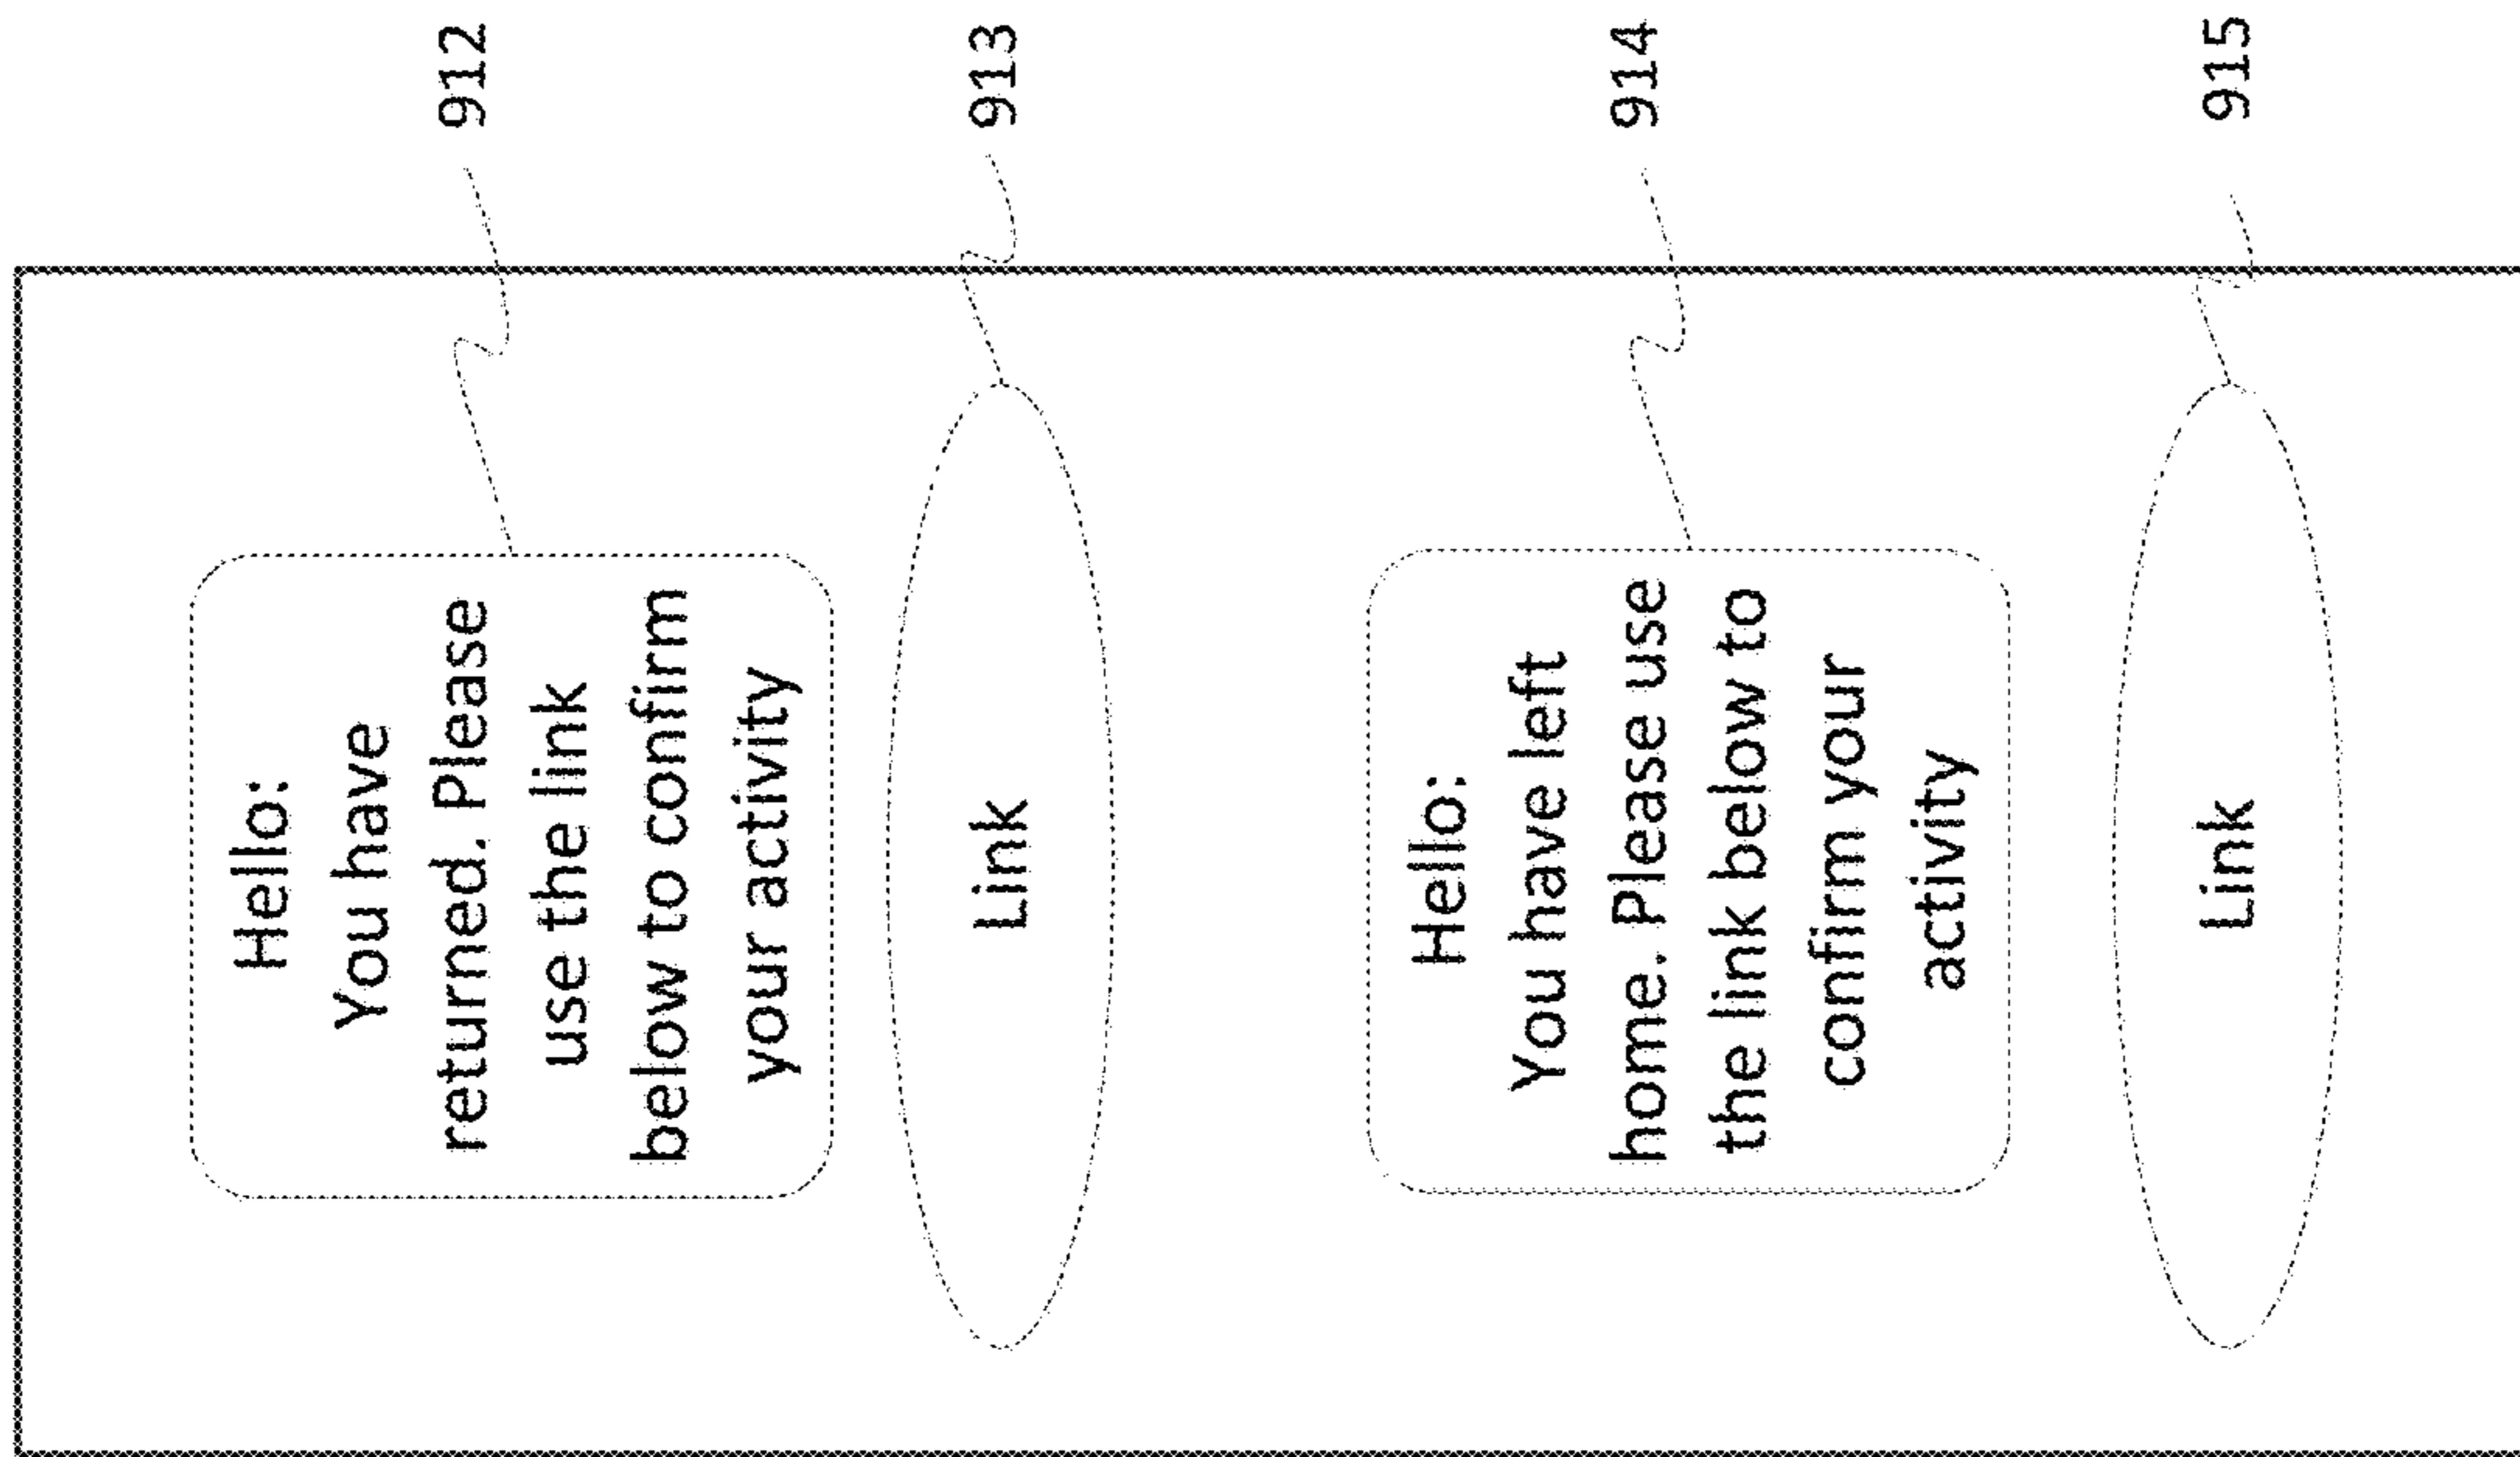 Hello:
You have
returned. Please
use the link
below to confirm
your activity
912
Link
913
Hello:
You have left
home. Please use
the link below to
confirm your
activity
914
Link
915